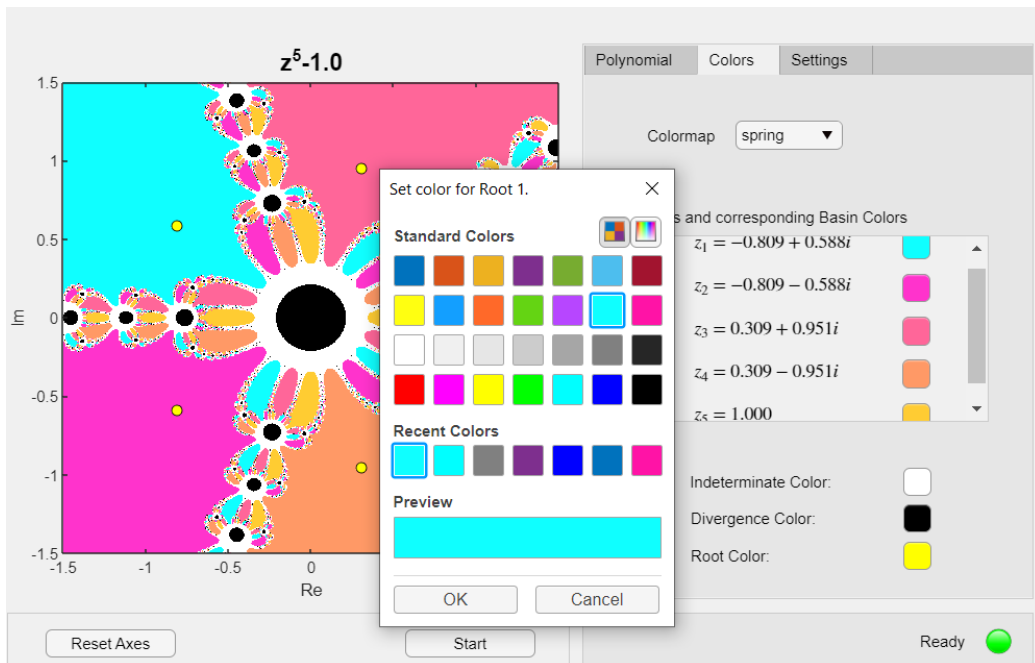 z⁵-1.0
1.5
1
0.5
0
-0.5
-1
-1.5
Im
-1.5
-1
-0.5
0
Re
Reset Axes
Start
Set color for Root 1.
Standard Colors
Recent Colors
Preview
OK
Cancel
Polynomial
Colors
Settings
Colormap
spring
s and corresponding Basin Colors
z₁ = −0.809 + 0.588i
z₂ = −0.809 − 0.588i
z₃ = 0.309 + 0.951i
z₄ = 0.309 − 0.951i
z₅ = 1.000
Indeterminate Color:
Divergence Color:
Root Color:
Ready